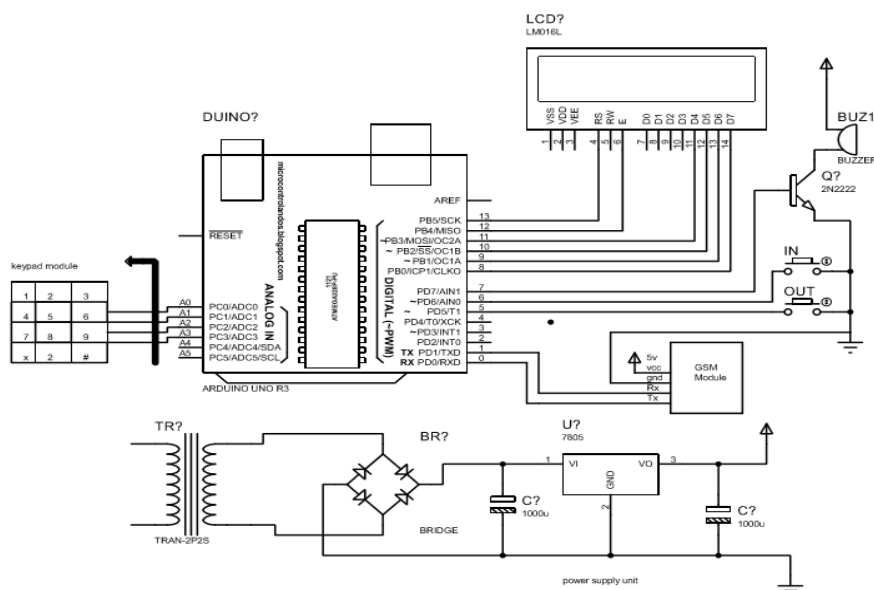 LCD?
LM016L
VSS
VDD
VEE
RS
RW
E
D0
D1
D2
D3
D4
D5
D6
D7
1
2
3
4
5
6
7
8
9
10
11
12
13
14
BUZ1
BUZZER
Q?
2N2222
IN
OUT
DUINO?
microcontrolandos.blogspot.com
RESET
AREF
PB5/SCK
PB4/MISO
~PB3/MOSI/OC2A
~ PB2/SS/OC1B
~ PB1/OC1A
PB0/ICP1/CLKO
PD7/AIN1
~PD6/AIN0
~ PD5/T1
PD4/T0/XCK
~PD3/INT1
PD2/INT0
TX PD1/TXD
RX PD0/RXD
13
12
11
10
9
8
7
6
5
4
3
2
1
0
DIGITAL (~PWM)
ANALOG IN
1121
PC0/ADC0
PC1/ADC1
PC2/ADC2
PC3/ADC3
PC4/ADC4/SDA
PC5/ADC5/SCL
A0
A1
A2
A3
A4
A5
ARDUINO UNO R3
keypad module
1 2 3
4 5 6
7 8 9
x 2 #
5v
vcc
gnd
Rx
Tx
GSM
Module
TR?
TRAN-2P2S
BR?
BRIDGE
U?
7805
1
VI
VO
3
GND
2
C?
1000u
C?
1000u
power supply unit